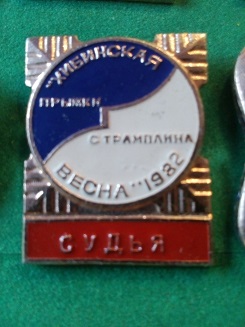 "ХИБИНСКАЯ
ПРЫЖКИ
С ТРАМПЛИНА
ВЕСНА" 1982
СУДЬЯ